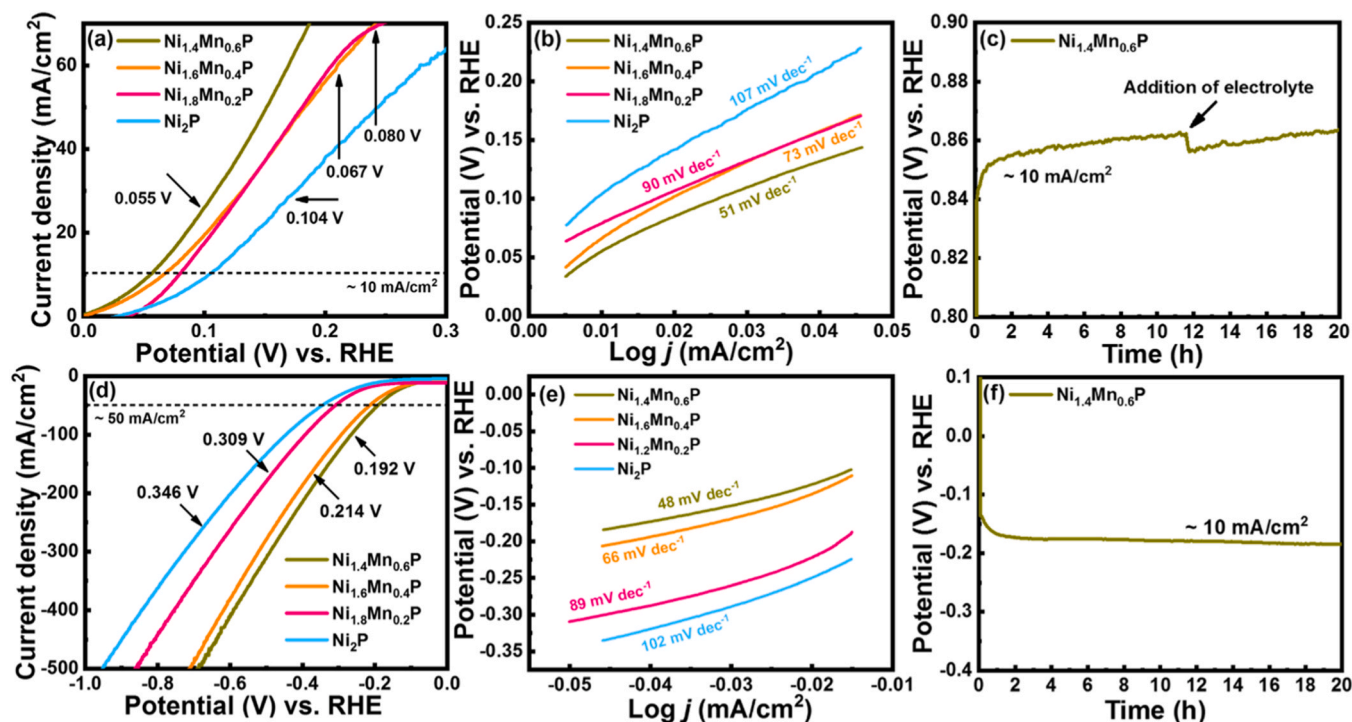 (a)
Ni₁.₄Mn₀.₆P
Ni₁.₆Mn₀.₄P
Ni₁.₈Mn₀.₂P
Ni₂P
0.055 V
0.080 V
0.067 V
0.104 V
~ 10 mA/cm²
Current density (mA/cm²)
60
40
20
0
0.0
0.1
0.2
0.3
Potential (V) vs. RHE
(b)
Ni₁.₄Mn₀.₆P
Ni₁.₆Mn₀.₄P
Ni₁.₈Mn₀.₂P
Ni₂P
107 mV dec⁻¹
90 mV dec⁻¹
73 mV dec⁻¹
51 mV dec⁻¹
Potential (V) vs. RHE
0.25
0.20
0.15
0.10
0.05
0.00
0.00
0.01
0.02
0.03
0.04
0.05
Log j (mA/cm²)
(c)
Ni₁.₄Mn₀.₆P
Addition of electrolyte
~ 10 mA/cm²
Potential (V) vs. RHE
0.90
0.88
0.86
0.84
0.82
0.80
0 2 4 6 8 10 12 14 16 18 20
Time (h)
(d)
~ 50 mA/cm²
0.309 V
0.346 V
0.192 V
0.214 V
Ni₁.₄Mn₀.₆P
Ni₁.₆Mn₀.₄P
Ni₁.₈Mn₀.₂P
Ni₂P
Current density (mA/cm²)
0
-100
-200
-300
-400
-500
-1.0
-0.8
-0.6
-0.4
-0.2
0.0
Potential (V) vs. RHE
(e)
Ni₁.₄Mn₀.₆P
Ni₁.₆Mn₀.₄P
Ni₁.₂Mn₀.₂P
Ni₂P
48 mV dec⁻¹
66 mV dec⁻¹
89 mV dec⁻¹
102 mV dec⁻¹
Potential (V) vs. RHE
0.00
-0.05
-0.10
-0.15
-0.20
-0.25
-0.30
-0.35
-0.05
-0.04
-0.03
-0.02
-0.01
Log j (mA/cm²)
(f)
Ni₁.₄Mn₀.₆P
~ 10 mA/cm²
Potential (V) vs. RHE
0.1
0.0
-0.1
-0.2
-0.3
-0.4
0 2 4 6 8 10 12 14 16 18 20
Time (h)